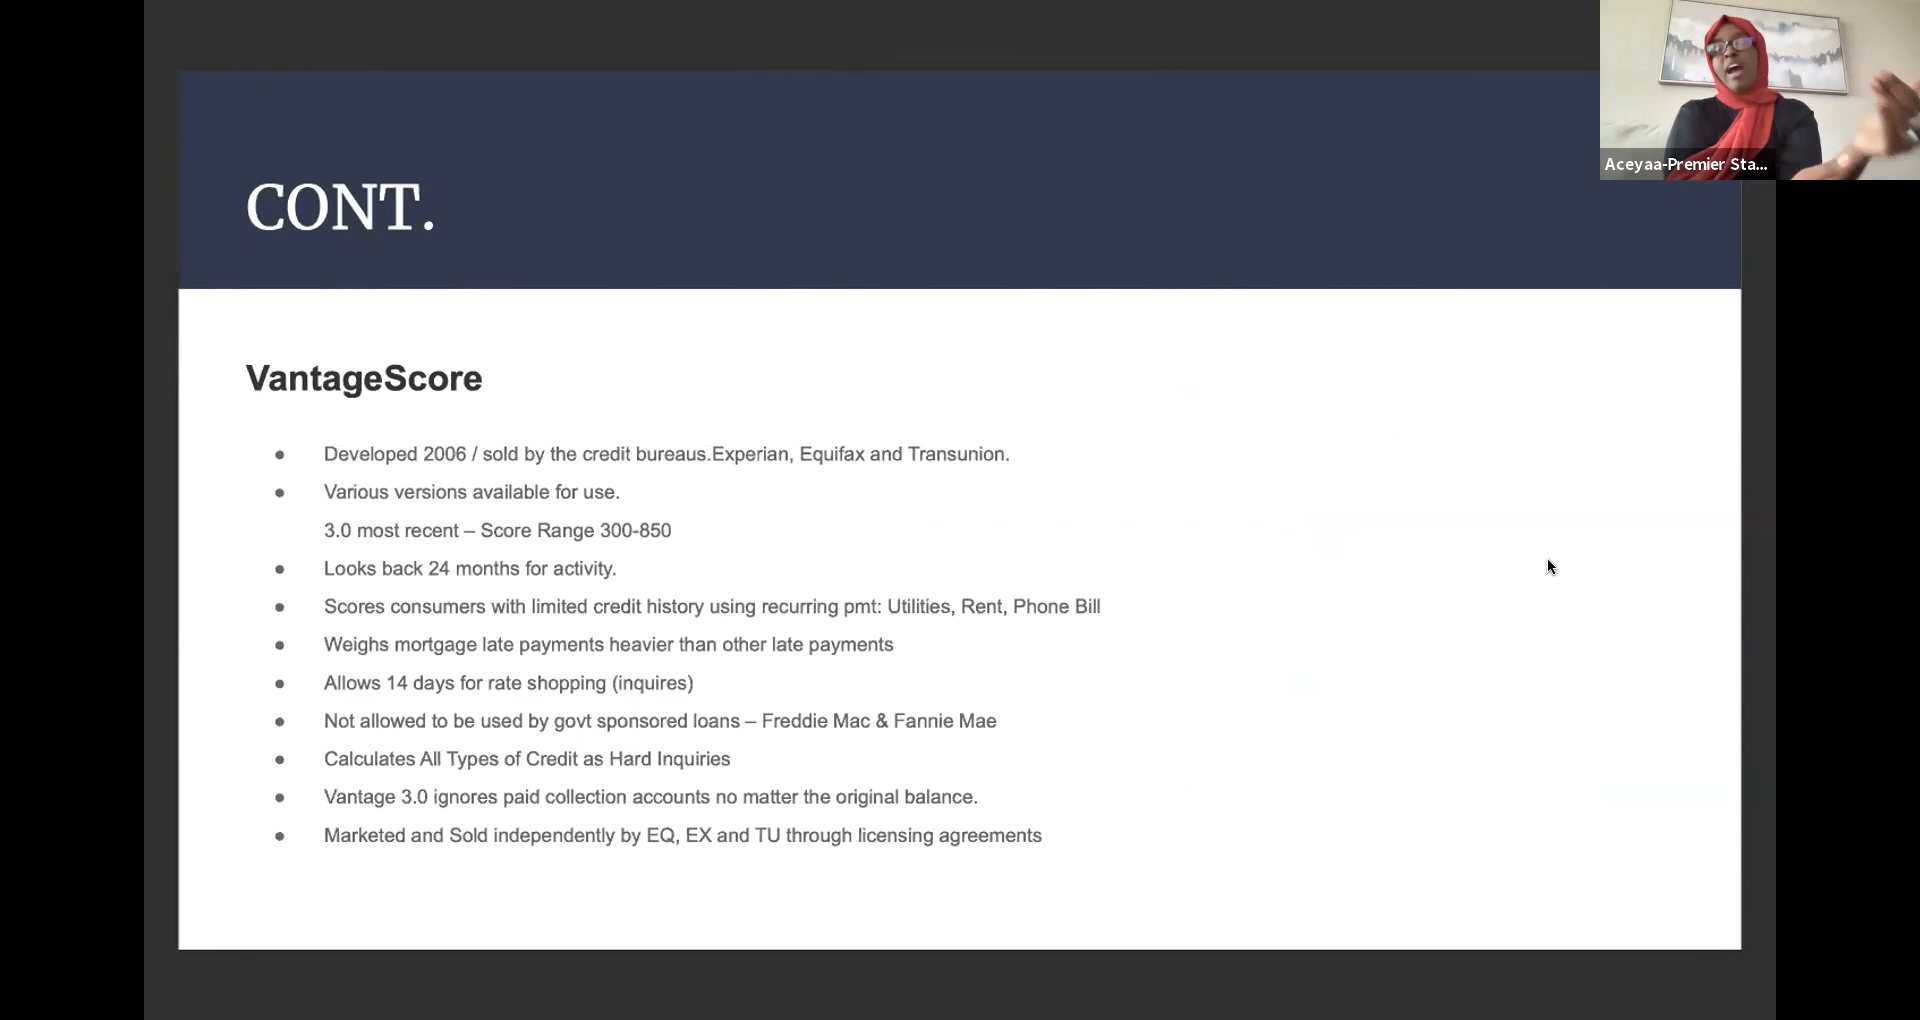 Aceyaa-Premier Sta...
CONT.
VantageScore
● Developed 2006 / sold by the credit bureaus.Experian, Equifax and Transunion.
● Various versions available for use.
3.0 most recent – Score Range 300-850
● Looks back 24 months for activity.
● Scores consumers with limited credit history using recurring pmt: Utilities, Rent, Phone Bill
● Weighs mortgage late payments heavier than other late payments
● Allows 14 days for rate shopping (inquires)
● Not allowed to be used by govt sponsored loans – Freddie Mac & Fannie Mae
● Calculates All Types of Credit as Hard Inquiries
● Vantage 3.0 ignores paid collection accounts no matter the original balance.
● Marketed and Sold independently by EQ, EX and TU through licensing agreements